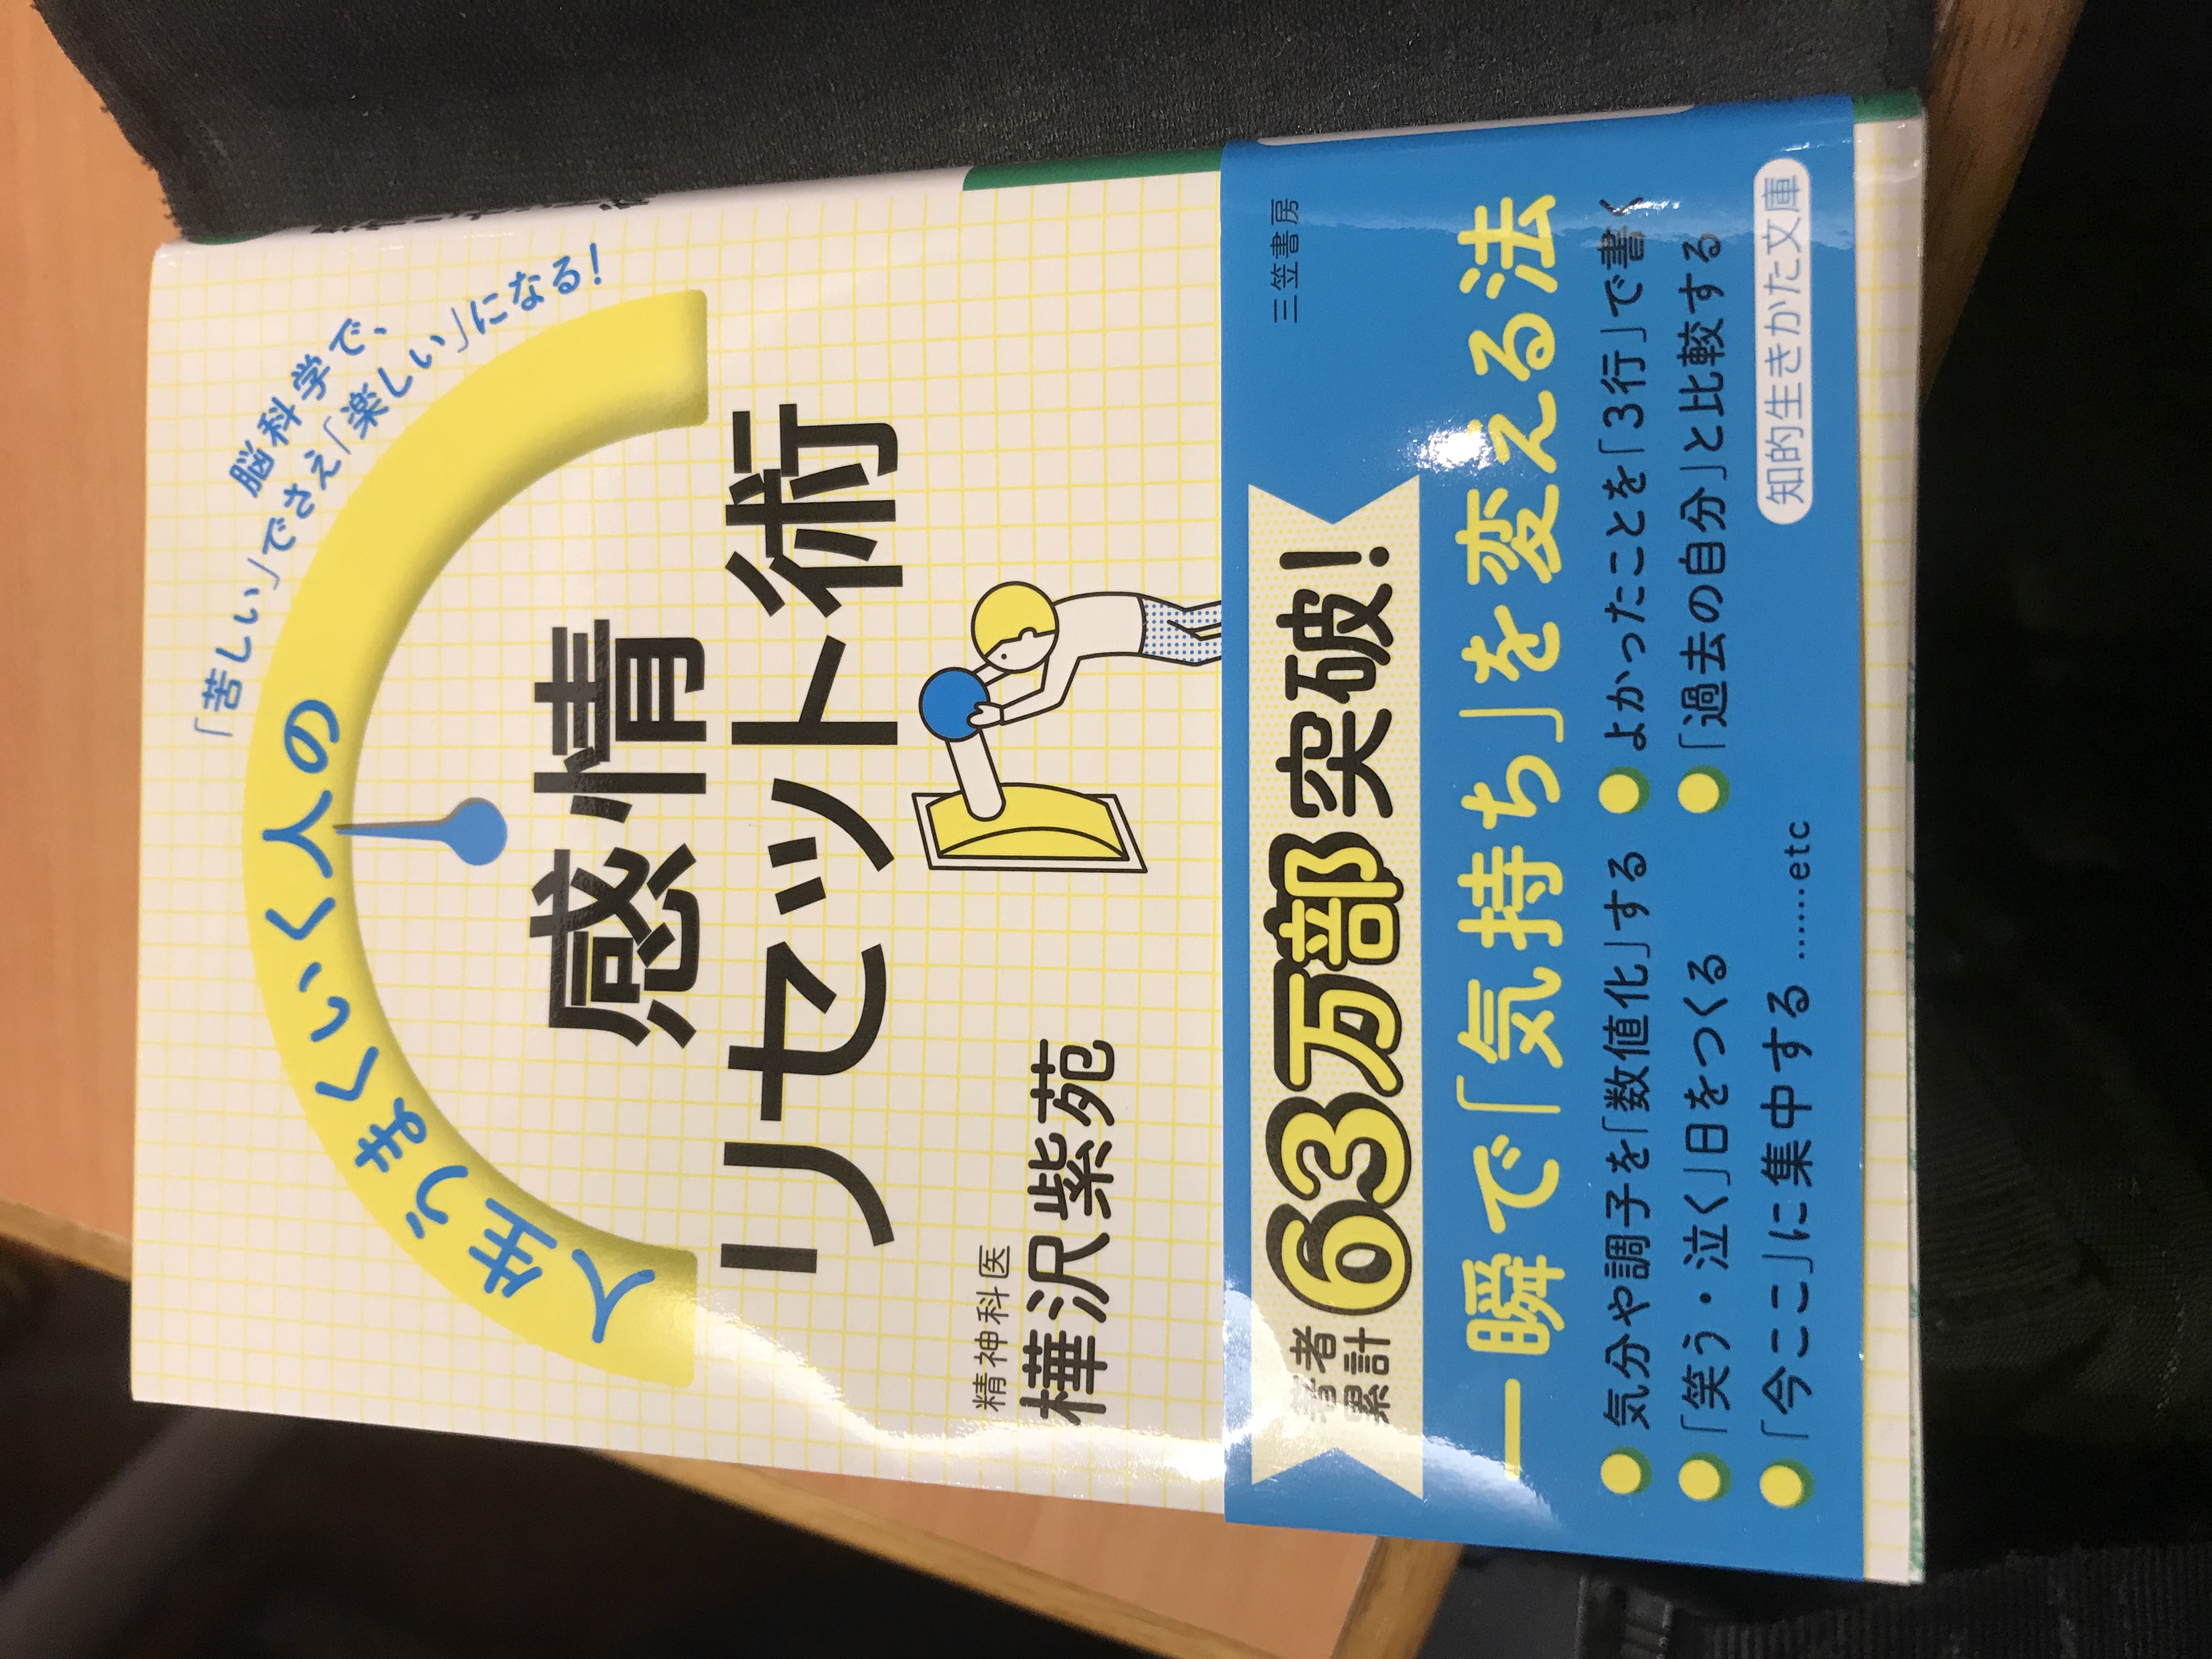 脳科学で、
「苦しい」でさえ「楽しい」になる!
人生うまくいく人の
感情
リセット術
精神科医
樺沢紫苑
三笠書房
著者
累計
63万部突破!
一瞬で「気持ち」を変える法
気分や調子を「数値化」する
よかったことを「3行」で書く
「笑う・泣く」日をつくる
「過去の自分」と比較する
「今ここ」に集中する ……etc
知的生きかた文庫